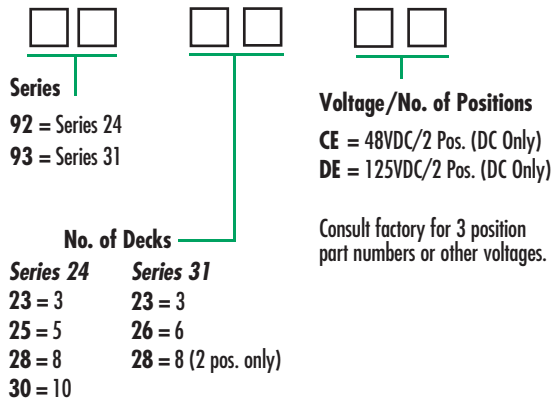 Series
92 = Series 24
93 = Series 31
No. of Decks
Series 24
23 = 3
25 = 5
28 = 8
30 = 10
Series 31
23 = 3
26 = 6
28 = 8 (2 pos. only)
Voltage/No. of Positions
CE = 48VDC/2 Pos. (DC Only)
DE = 125VDC/2 Pos. (DC Only)
Consult factory for 3 position
part numbers or other voltages.